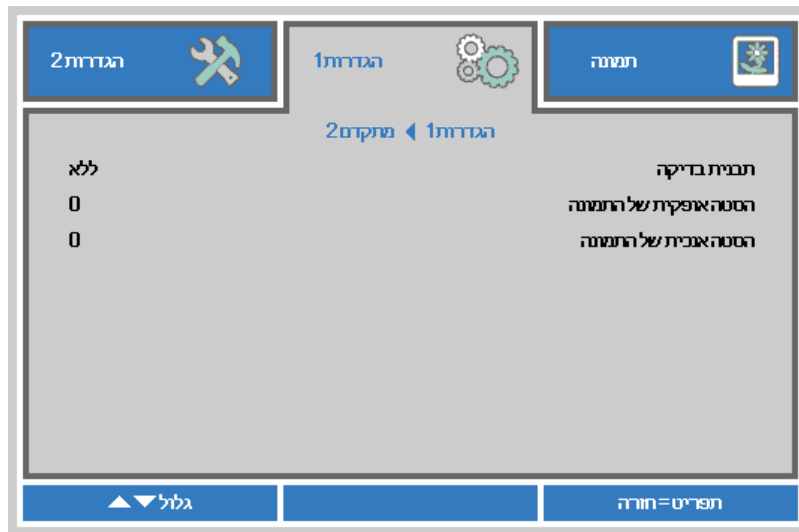 תמונה
הגדרות1
הגדרות2
הגדרות1 ◀ מתקדם2
תבנית בדיקה ללא
הסטה אופקית של התמונה 0
הסטה אנכית של התמונה 0
תפריט=חזרה
גלול▼▲